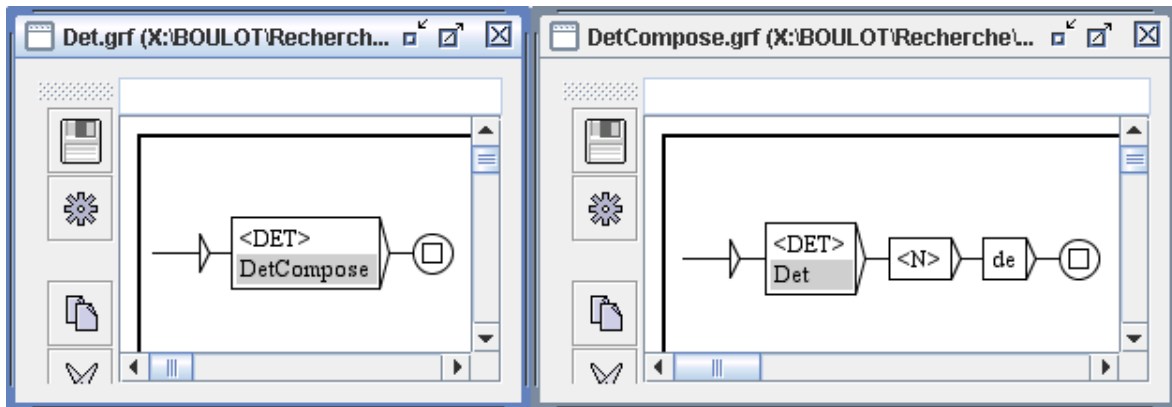 Det.grf (X:\BOULOT\Recherch...
<DET>
DetCompose
DetCompose.grf (X:\BOULOT\Recherche\...
<DET>
Det
<N>
de